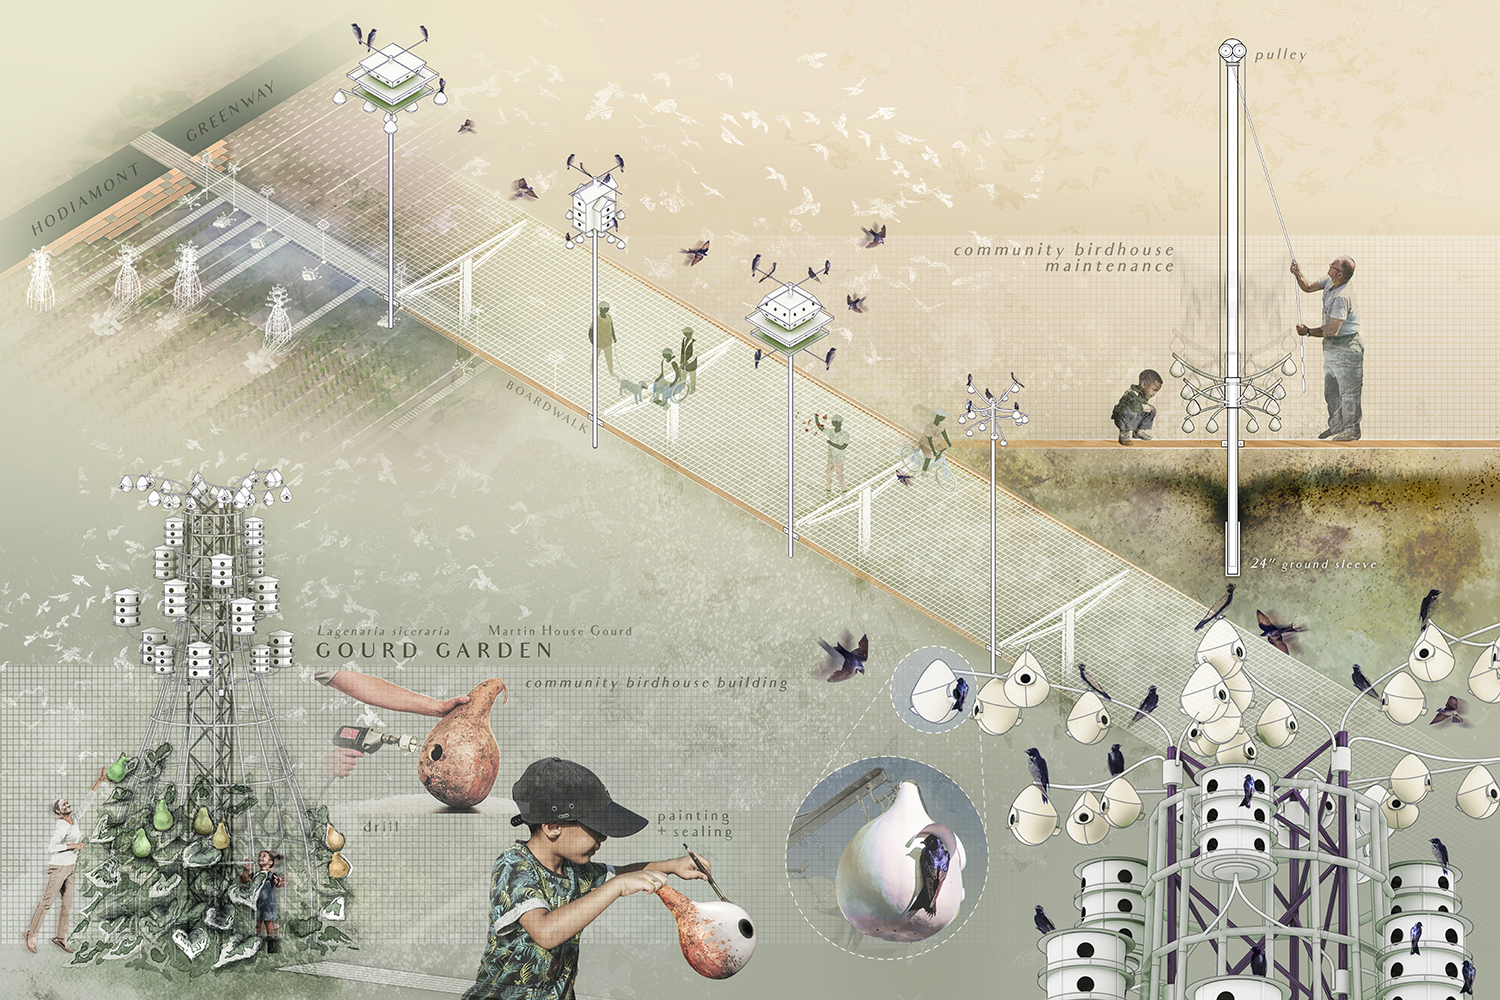 HODIAMONT GREENWAY
pulley
community birdhouse
maintenance
BOARDWALK
24" ground sleeve
Lagenaria siceraria Martin House Gourd
GOURD GARDEN
community birdhouse building
drill
painting
+ sealing